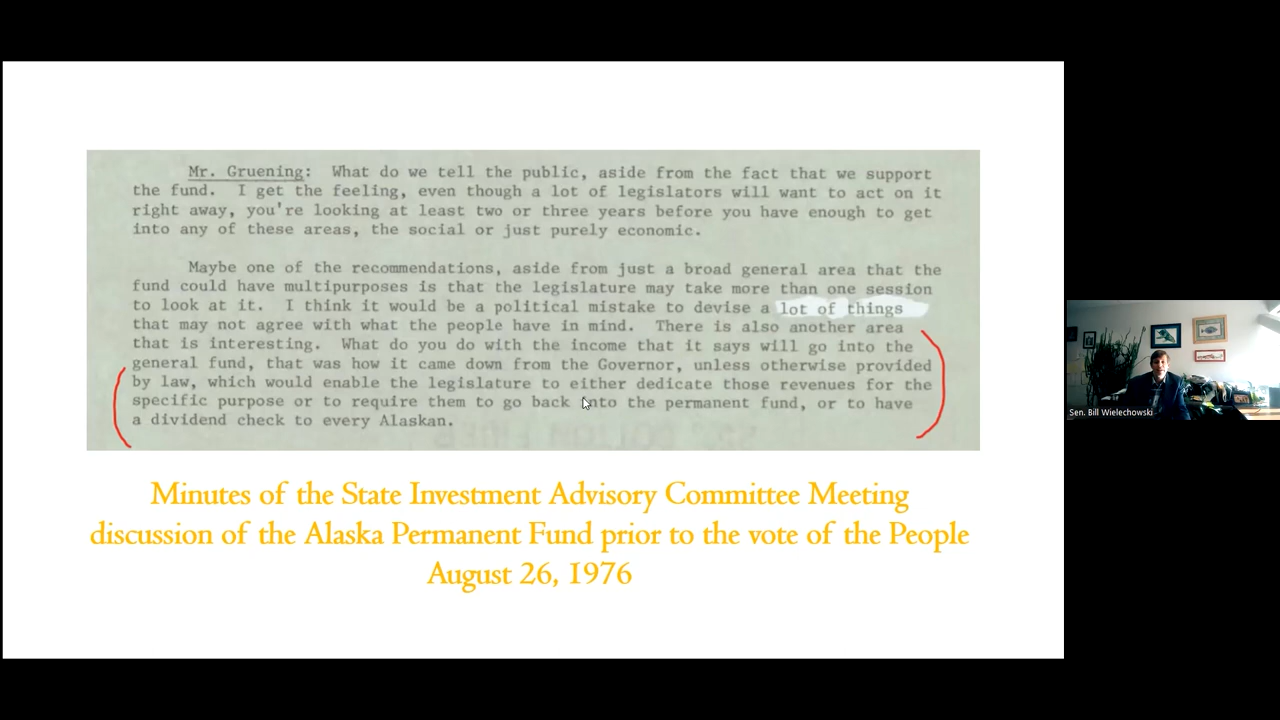 Mr. Gruening: What do we tell the public, aside from the fact that we support
the fund. I get the feeling, even though a lot of legislators will want to act on it
right away, you're looking at least two or three years before you have enough to get
into any of these areas, the social or just purely economic.
Maybe one of the recommendations, aside from just a broad general area that the
fund could have multipurposes is that the legislature may take more than one session
to look at it. I think it would be a political mistake to devise a lot of things
that may not agree with what the people have in mind. There is also another area
that is interesting. What do you do with the income that it says will go into the
general fund, that was how it came down from the Governor, unless otherwise provided
by law, which would enable the legislature to either dedicate those revenues for the
specific purpose or to require them to go back into the permanent fund, or to have
a dividend check to every Alaskan.
Minutes of the State Investment Advisory Committee Meeting
discussion of the Alaska Permanent Fund prior to the vote of the People
August 26, 1976
Sen. Bill Wielechowski